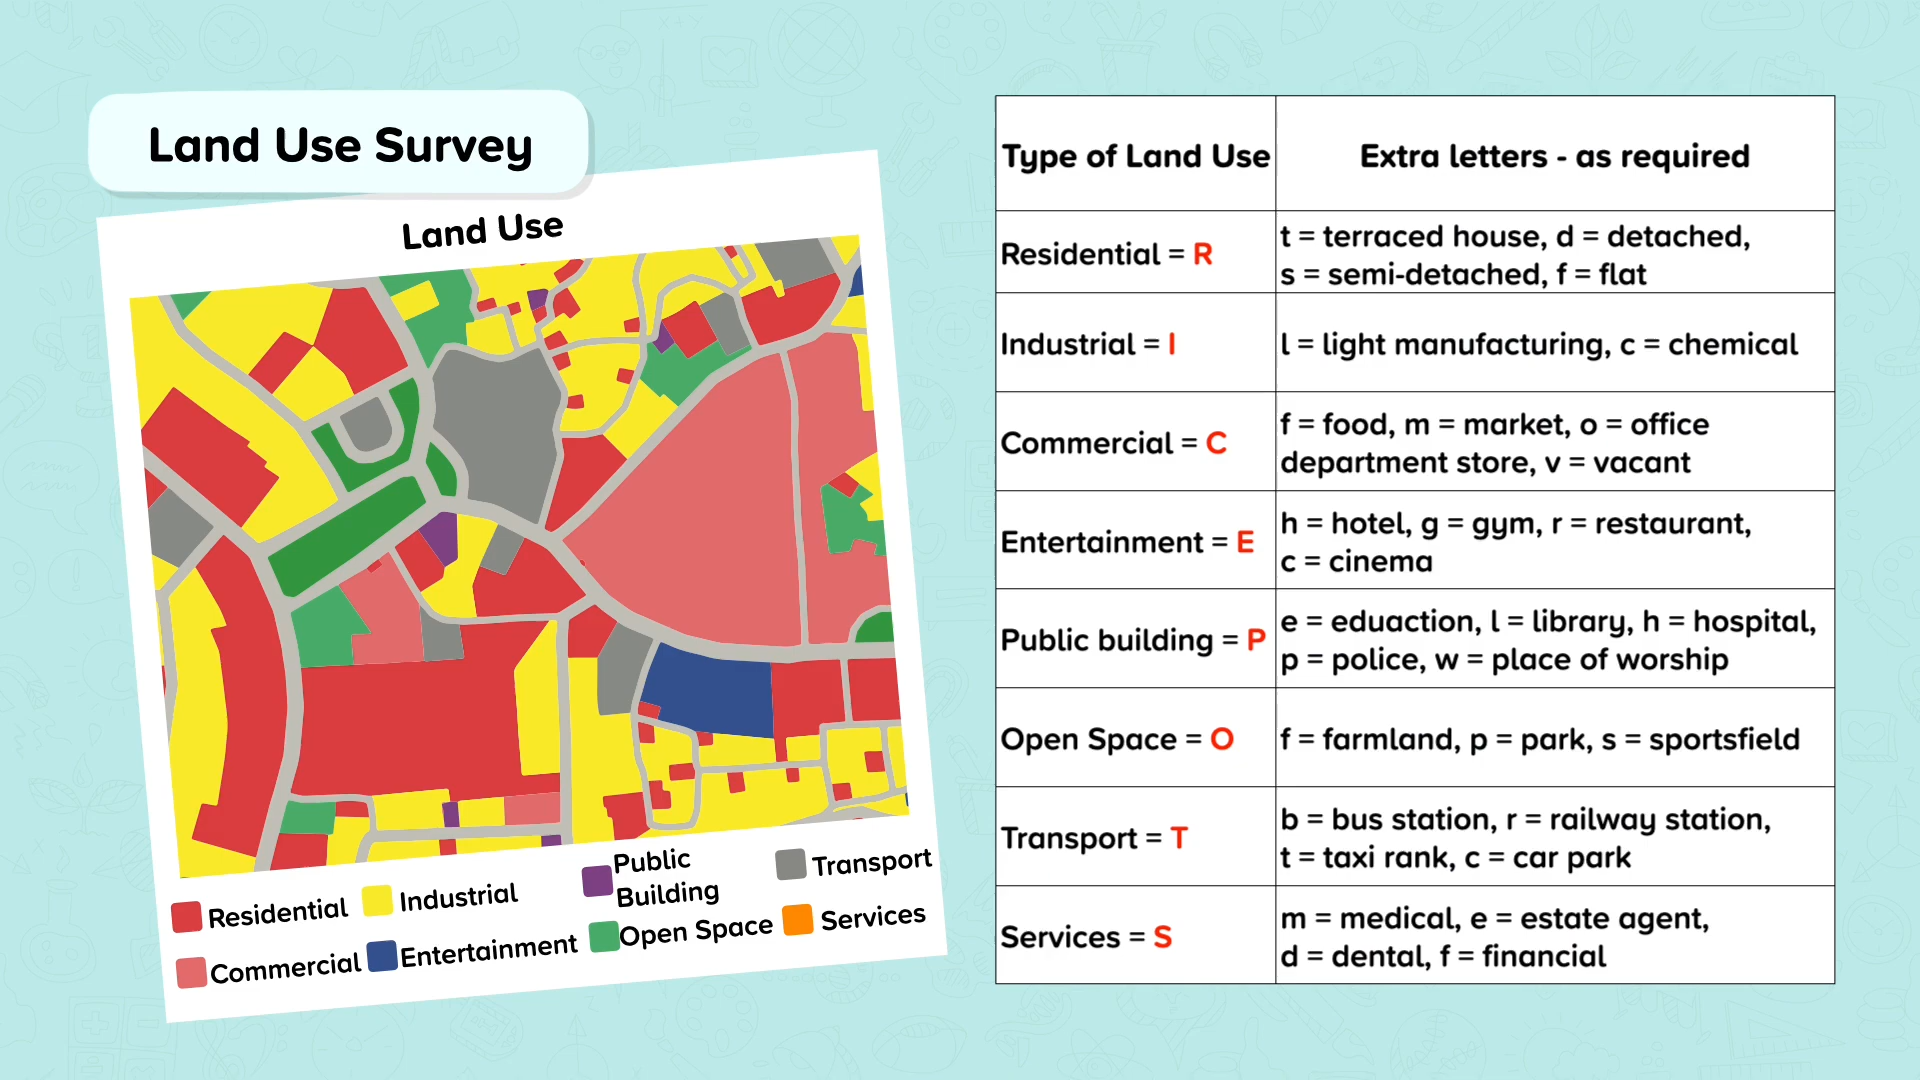 Land Use Survey
Land Use
Residential
Industrial
Public
Building
Transport
Commercial
Entertainment
Open Space
Services
Type of Land Use
Extra letters - as required
Residential = R
t = terraced house, d = detached,
s = semi-detached, f = flat
Industrial = I
l = light manufacturing, c = chemical
Commercial = C
f = food, m = market, o = office
department store, v = vacant
Entertainment = E
h = hotel, g = gym, r = restaurant,
c = cinema
Public building = P
e = eduaction, l = library, h = hospital,
p = police, w = place of worship
Open Space = O
f = farmland, p = park, s = sportsfield
Transport = T
b = bus station, r = railway station,
t = taxi rank, c = car park
Services = S
m = medical, e = estate agent,
d = dental, f = financial